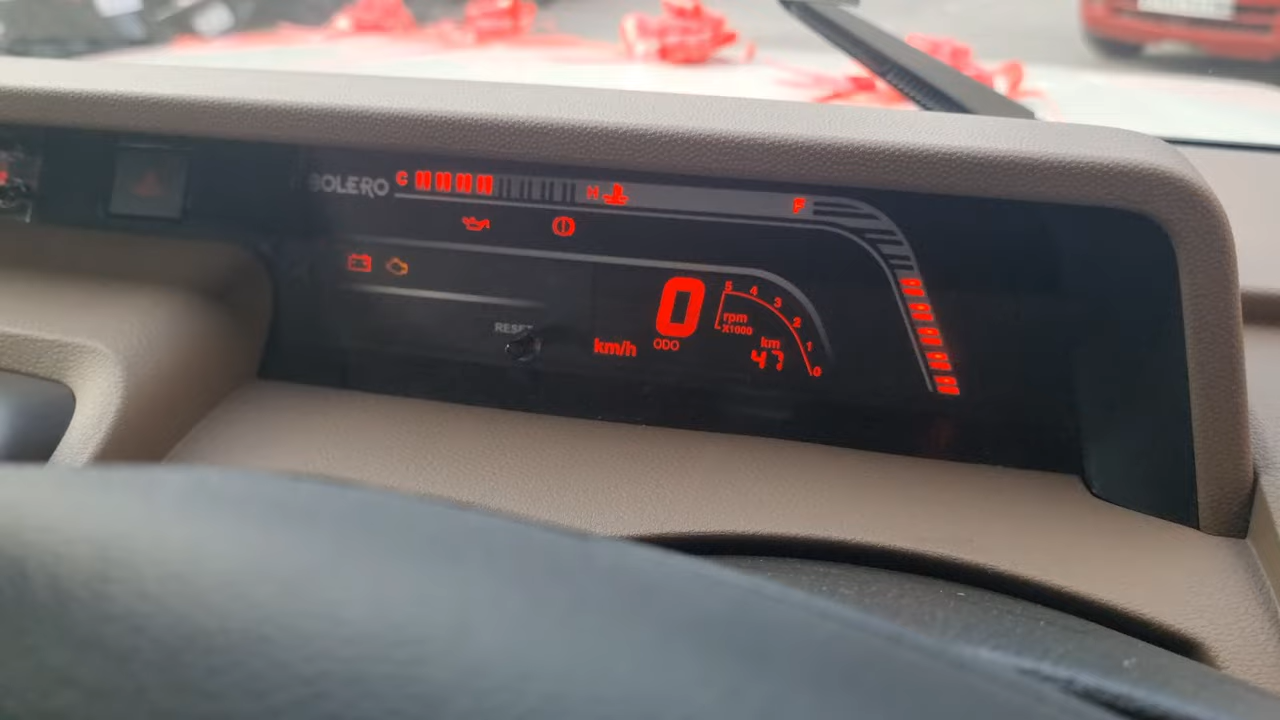 BOLERO C H F
RESET
km/h
0
ODO
5 4 3 2 1 0
rpm
X1000
km
47